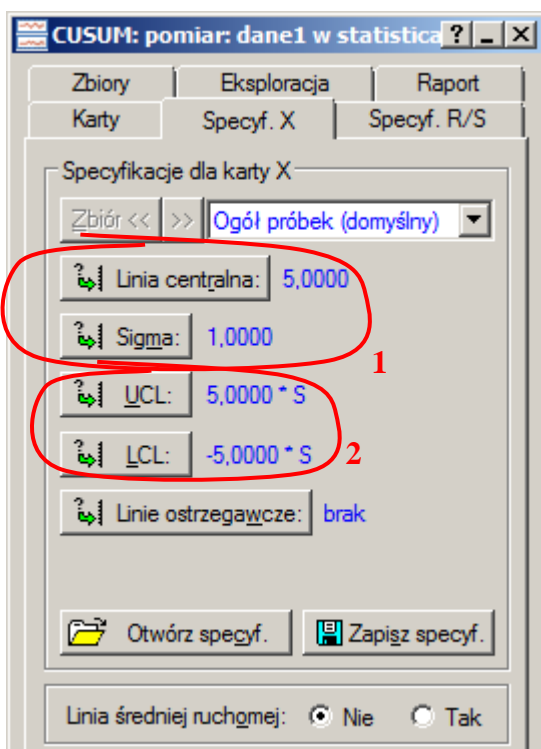 CUSUM: pomiar: dane1 w statistica
Zbiory Eksploracja Raport
Karty Specyf. X Specyf. R/S
Specyfikacje dla karty X
Zbiór << >> Ogół próbek (domyślny)
Linia centralna: 5,0000
Sigma: 1,0000
1
UCL: 5,0000 * S
LCL: -5,0000 * S 2
Linie ostrzegawcze: brak
Otwórz specyf. Zapisz specyf.
Linia średniej ruchomej: Nie Tak